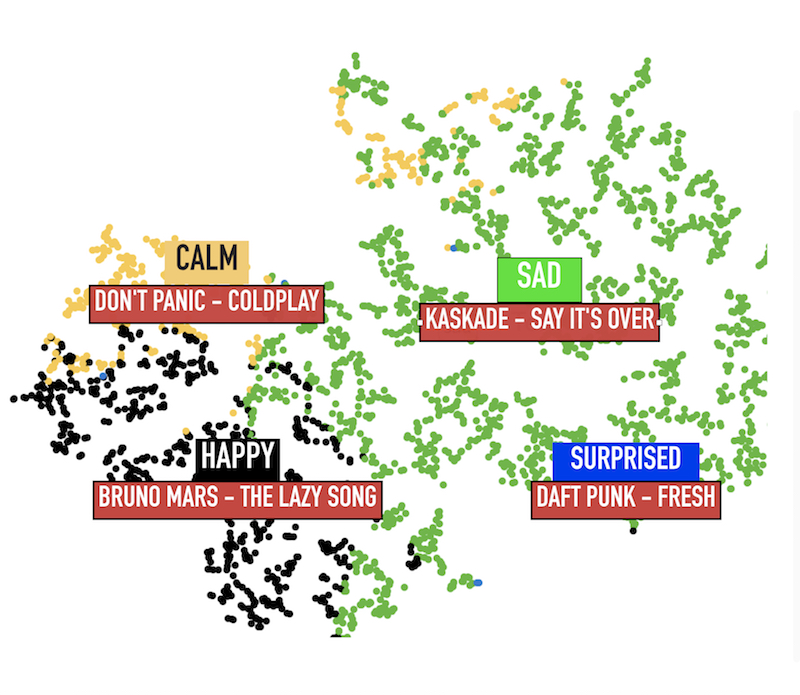 CALM
DON'T PANIC – COLDPLAY
SAD
KASKADE – SAY IT'S OVER
HAPPY
BRUNO MARS – THE LAZY SONG
SURPRISED
DAFT PUNK – FRESH